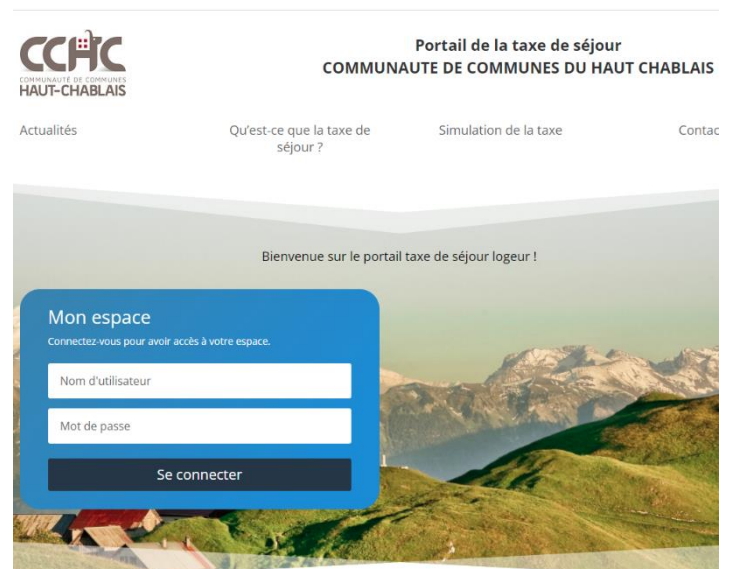 CCHC
COMMUNAUTÉ DE COMMUNES
HAUT-CHABLAIS
Portail de la taxe de séjour
COMMUNAUTE DE COMMUNES DU HAUT CHABLAIS
Actualités
Qu'est-ce que la taxe de
séjour ?
Simulation de la taxe
Contac
Bienvenue sur le portail taxe de séjour logeur !
Mon espace
Connectez-vous pour avoir accès à votre espace.
Nom d'utilisateur
Mot de passe
Se connecter